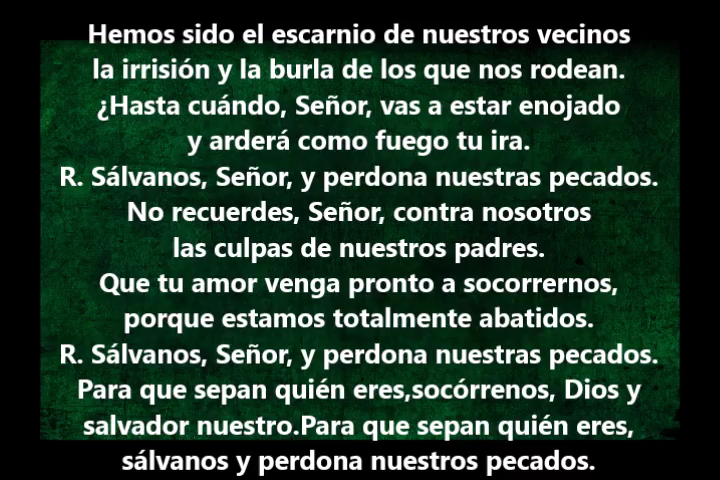 Hemos sido el escarnio de nuestros vecinos
la irrisión y la burla de los que nos rodean.
¿Hasta cuándo, Señor, vas a estar enojado
y arderá como fuego tu ira.
R. Sálvanos, Señor, y perdona nuestras pecados.
No recuerdes, Señor, contra nosotros
las culpas de nuestros padres.
Que tu amor venga pronto a socorrernos,
porque estamos totalmente abatidos.
R. Sálvanos, Señor, y perdona nuestras pecados.
Para que sepan quién eres,socórrenos, Dios y
salvador nuestro.Para que sepan quién eres,
sálvanos y perdona nuestros pecados.